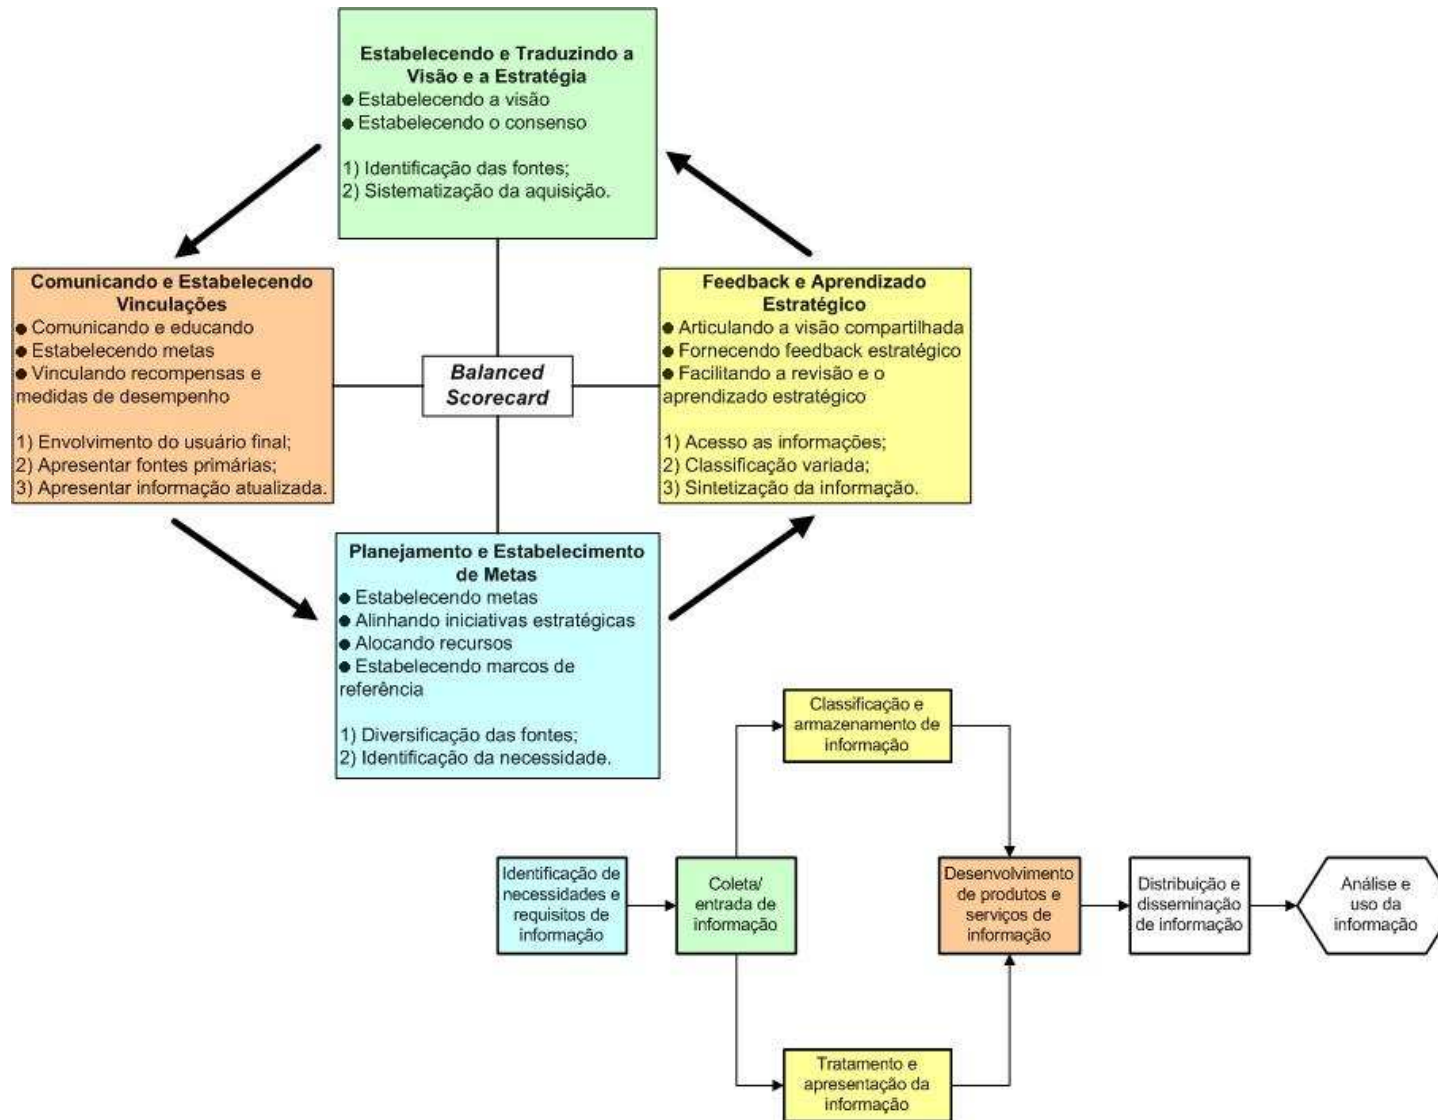 Estabelecendo e Traduzindo a
Visão e a Estratégia
● Estabelecendo a visão
● Estabelecendo o consenso
1) Identificação das fontes;
2) Sistematização da aquisição.
Comunicando e Estabelecendo
Vinculações
● Comunicando e educando
● Estabelecendo metas
● Vinculando recompensas e
medidas de desempenho
1) Envolvimento do usuário final;
2) Apresentar fontes primárias;
3) Apresentar informação atualizada.
Balanced
Scorecard
Feedback e Aprendizado
Estratégico
● Articulando a visão compartilhada
● Fornecendo feedback estratégico
● Facilitando a revisão e o
aprendizado estratégico
1) Acesso as informações;
2) Classificação variada;
3) Sintetização da informação.
Planejamento e Estabelecimento
de Metas
● Estabelecendo metas
● Alinhando iniciativas estratégicas
● Alocando recursos
● Estabelecendo marcos de
referência
1) Diversificação das fontes;
2) Identificação da necessidade.
Classificação e
armazenamento de
informação
Identificação de
necessidades e
requisitos de
informação
Coleta/
entrada de
informação
Desenvolvimento
de produtos e
serviços de
informação
Distribuição e
disseminação
de informação
Análise e
uso da
informação
Tratamento e
apresentação da
informação